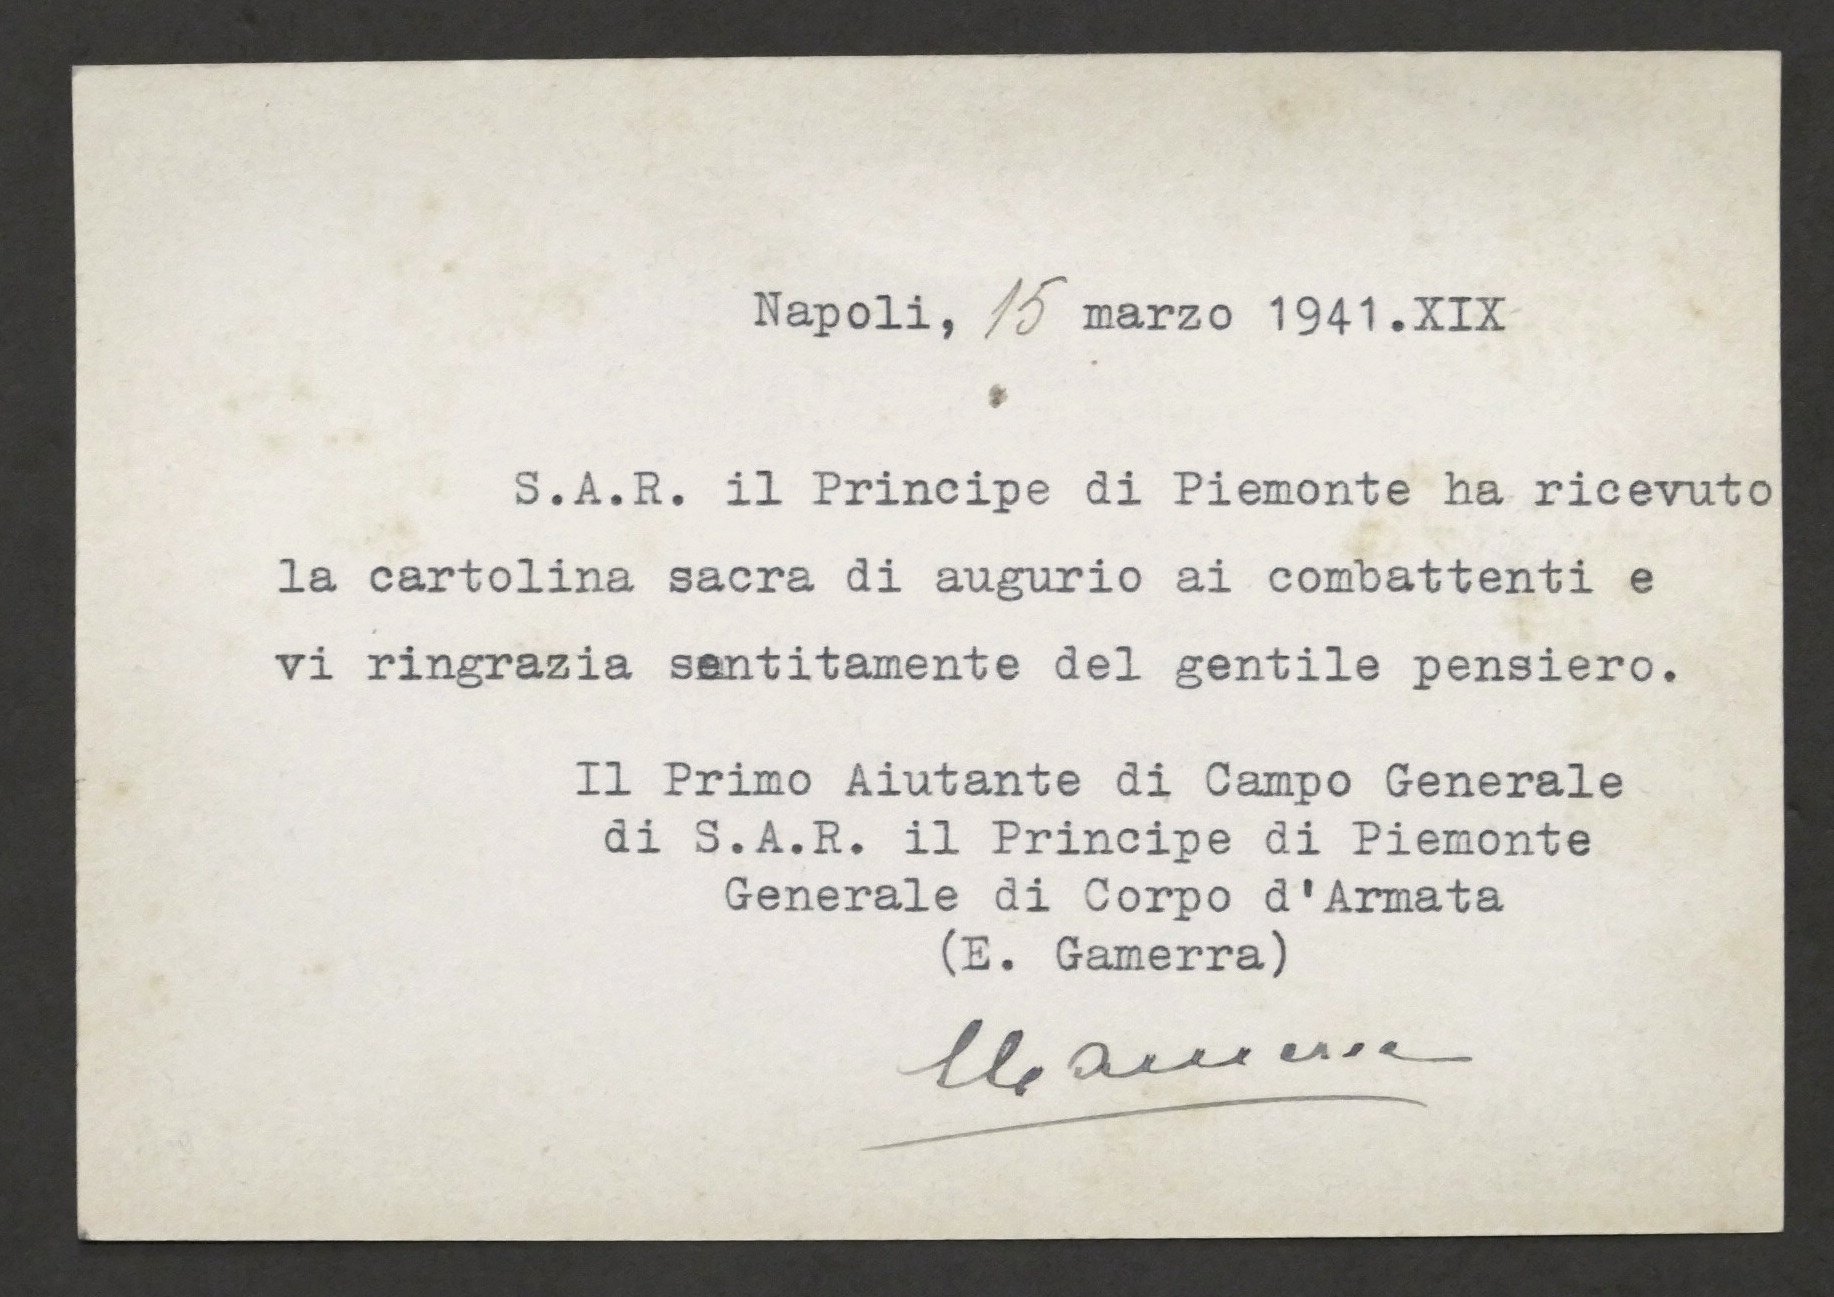 Napoli, 15 marzo 1941.XIX
S.A.R. il Principe di Piemonte ha ricevuto
la cartolina sacra di augurio ai combattenti e
vi ringrazia sentitamente del gentile pensiero.
Il Primo Aiutante di Campo Generale
di S.A.R. il Principe di Piemonte
Generale di Corpo d'Armata
(E. Gamerra)
EGamerra